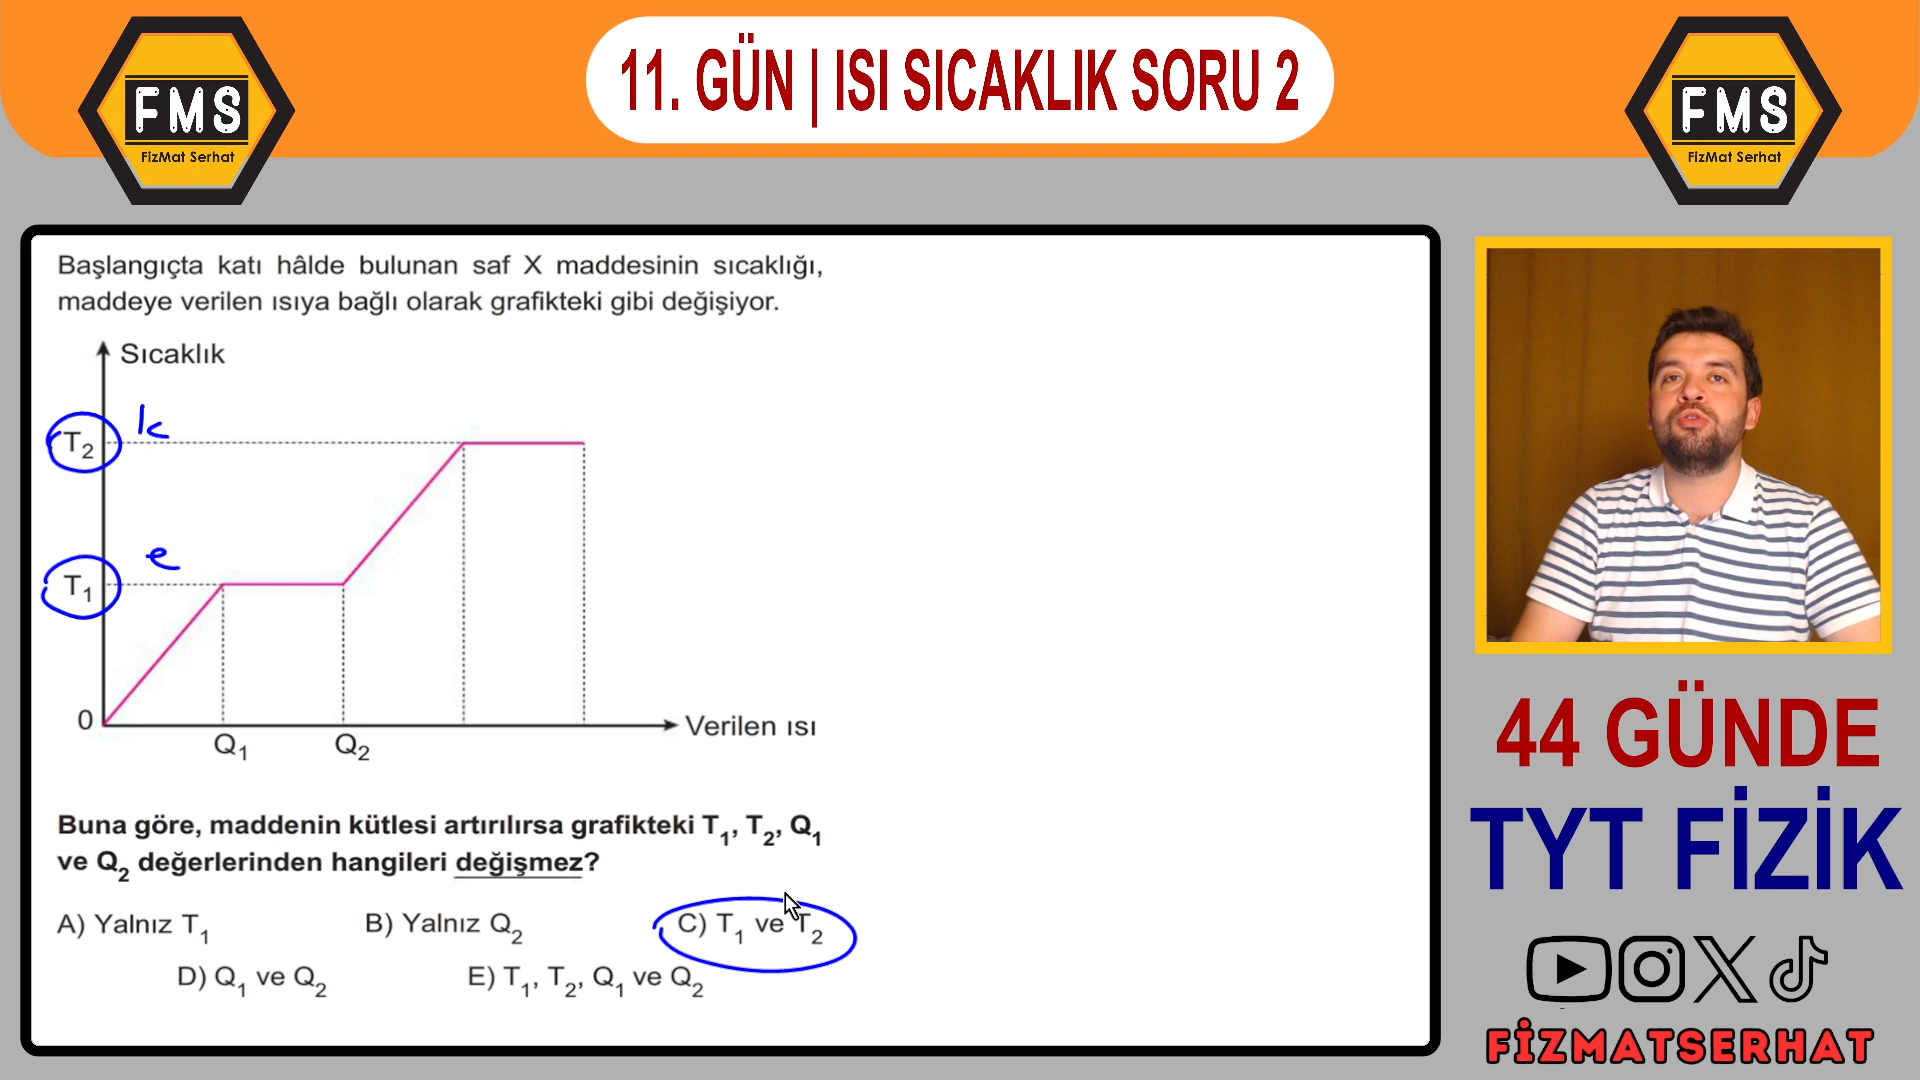 11. GÜN | ISI SICAKLIK SORU 2
FMS
FizMat Serhat
FMS
FizMat Serhat
Başlangıçta katı hâlde bulunan saf X maddesinin sıcaklığı,
maddeye verilen ısıya bağlı olarak grafikteki gibi değişiyor.
Sıcaklık
T2
k
T1
e
0
Q1
Q2
Verilen ısı
Buna göre, maddenin kütlesi artırılırsa grafikteki T1, T2, Q1
ve Q2 değerlerinden hangileri değişmez?
A) Yalnız T1
B) Yalnız Q2
C) T1 ve T2
D) Q1 ve Q2
E) T1, T2, Q1 ve Q2
44 GÜNDE
TYT FİZİK
FİZMATSERHAT